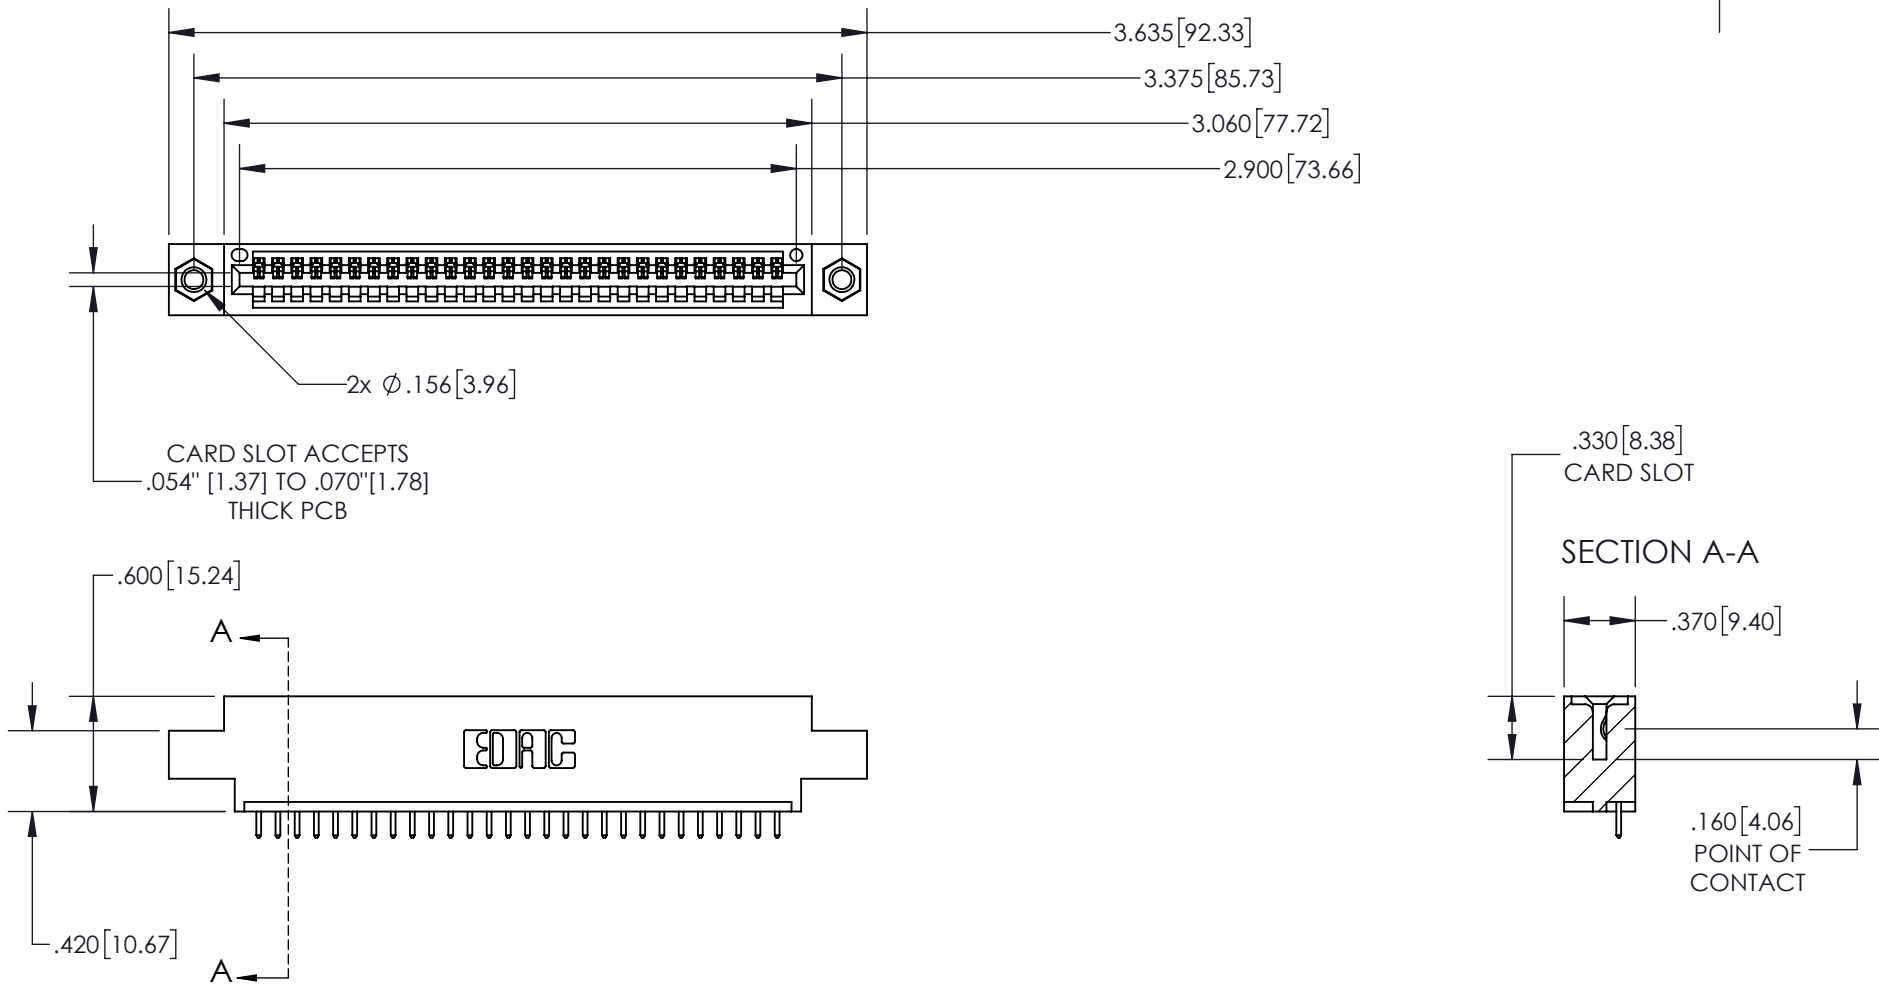 3.635[92.33]
3.375[85.73]
3.060[77.72]
2.900[73.66]
2x Ø.156[3.96]
CARD SLOT ACCEPTS
.054" [1.37] TO .070"[1.78]
THICK PCB
.330[8.38]
CARD SLOT
SECTION A-A
.600[15.24]
.370[9.40]
A
EDAC
.160[4.06]
POINT OF
CONTACT
.420[10.67]
A